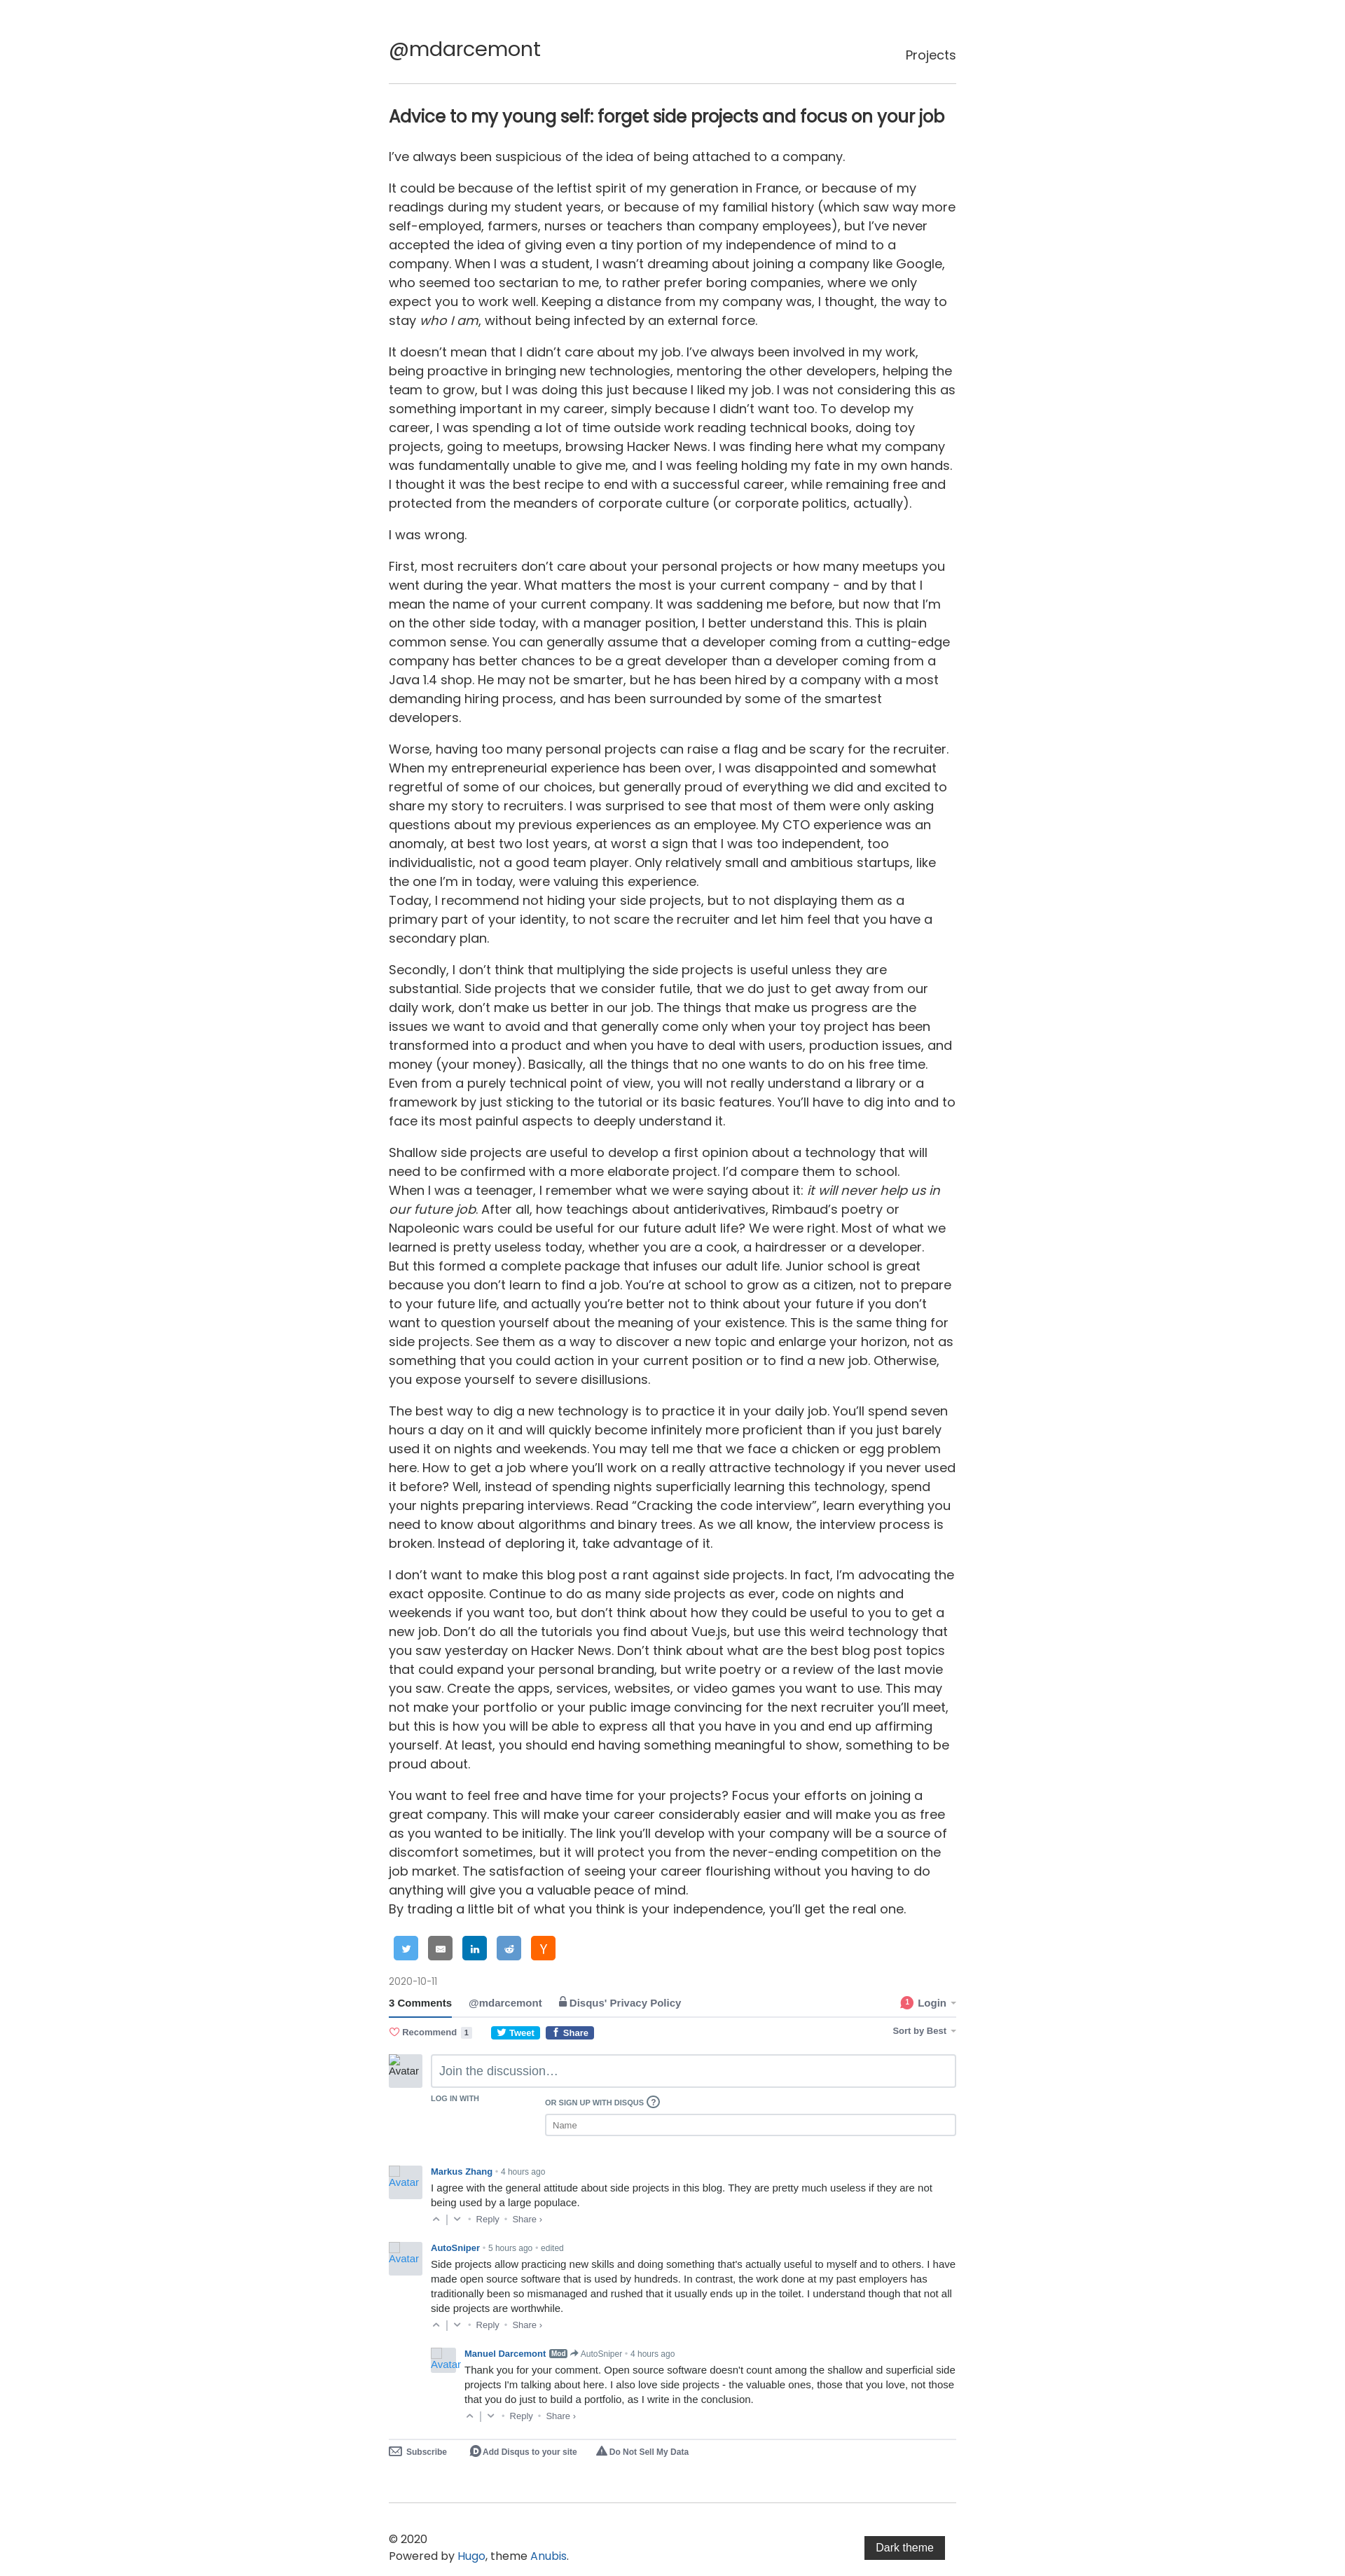 @mdarcemont
Projects
Advice to my young self: forget side projects and focus on your job
I've always been suspicious of the idea of being attached to a company.
It could be because of the leftist spirit of my generation in France, or because of my
readings during my student years, or because of my familial history (which saw way more
self-employed, farmers, nurses or teachers than company employees), but I've never
accepted the idea of giving even a tiny portion of my independence of mind to a
company. When I was a student, I wasn't dreaming about joining a company like Google,
who seemed too sectarian to me, to rather prefer boring companies, where we only
expect you to work well. Keeping a distance from my company was, I thought, the way to
stay who I am, without being infected by an external force.
It doesn't mean that I didn't care about my job. I've always been involved in my work,
being proactive in bringing new technologies, mentoring the other developers, helping the
team to grow, but I was doing this just because I liked my job. I was not considering this as
something important in my career, simply because I didn't want too. To develop my
career, I was spending a lot of time outside work reading technical books, doing toy
projects, going to meetups, browsing Hacker News. I was finding here what my company
was fundamentally unable to give me, and I was feeling holding my fate in my own hands.
I thought it was the best recipe to end with a successful career, while remaining free and
protected from the meanders of corporate culture (or corporate politics, actually).
I was wrong.
First, most recruiters don't care about your personal projects or how many meetups you
went during the year. What matters the most is your current company - and by that I
mean the name of your current company. It was saddening me before, but now that I'm
on the other side today, with a manager position, I better understand this. This is plain
common sense. You can generally assume that a developer coming from a cutting-edge
company has better chances to be a great developer than a developer coming from a
Java 1.4 shop. He may not be smarter, but he has been hired by a company with a most
demanding hiring process, and has been surrounded by some of the smartest
developers.
Worse, having too many personal projects can raise a flag and be scary for the recruiter.
When my entrepreneurial experience has been over, I was disappointed and somewhat
regretful of some of our choices, but generally proud of everything we did and excited to
share my story to recruiters. I was surprised to see that most of them were only asking
questions about my previous experiences as an employee. My CTO experience was an
anomaly, at best two lost years, at worst a sign that I was too independent, too
individualistic, not a good team player. Only relatively small and ambitious startups, like
the one I'm in today, were valuing this experience.
Today, I recommend not hiding your side projects, but to not displaying them as a
primary part of your identity, to not scare the recruiter and let him feel that you have a
secondary plan.
Secondly, I don't think that multiplying the side projects is useful unless they are
substantial. Side projects that we consider futile, that we do just to get away from our
daily work, don't make us better in our job. The things that make us progress are the
issues we want to avoid and that generally come only when your toy project has been
transformed into a product and when you have to deal with users, production issues, and
money (your money). Basically, all the things that no one wants to do on his free time.
Even from a purely technical point of view, you will not really understand a library or a
framework by just sticking to the tutorial or its basic features. You'll have to dig into and to
face its most painful aspects to deeply understand it.
Shallow side projects are useful to develop a first opinion about a technology that will
need to be confirmed with a more elaborate project. I'd compare them to school.
When I was a teenager, I remember what we were saying about it: it will never help us in
our future job. After all, how teachings about antiderivatives, Rimbaud's poetry or
Napoleonic wars could be useful for our future adult life? We were right. Most of what we
learned is pretty useless today, whether you are a cook, a hairdresser or a developer.
But this formed a complete package that infuses our adult life. Junior school is great
because you don't learn to find a job. You're at school to grow as a citizen, not to prepare
to your future life, and actually you're better not to think about your future if you don't
want to question yourself about the meaning of your existence. This is the same thing for
side projects. See them as a way to discover a new topic and enlarge your horizon, not as
something that you could action in your current position or to find a new job. Otherwise,
you expose yourself to severe disillusions.
The best way to dig a new technology is to practice it in your daily job. You'll spend seven
hours a day on it and will quickly become infinitely more proficient than if you just barely
used it on nights and weekends. You may tell me that we face a chicken or egg problem
here. How to get a job where you'll work on a really attractive technology if you never used
it before? Well, instead of spending nights superficially learning this technology, spend
your nights preparing interviews. Read “Cracking the code interview”, learn everything you
need to know about algorithms and binary trees. As we all know, the interview process is
broken. Instead of deploring it, take advantage of it.
I don't want to make this blog post a rant against side projects. In fact, I'm advocating the
exact opposite. Continue to do as many side projects as ever, code on nights and
weekends if you want too, but don't think about how they could be useful to you to get a
new job. Don't do all the tutorials you find about Vue.js, but use this weird technology that
you saw yesterday on Hacker News. Don't think about what are the best blog post topics
that could expand your personal branding, but write poetry or a review of the last movie
you saw. Create the apps, services, websites, or video games you want to use. This may
not make your portfolio or your public image convincing for the next recruiter you'll meet,
but this is how you will be able to express all that you have in you and end up affirming
yourself. At least, you should end having something meaningful to show, something to be
proud about.
You want to feel free and have time for your projects? Focus your efforts on joining a
great company. This will make your career considerably easier and will make you as free
as you wanted to be initially. The link you'll develop with your company will be a source of
discomfort sometimes, but it will protect you from the never-ending competition on the
job market. The satisfaction of seeing your career flourishing without you having to do
anything will give you a valuable peace of mind.
By trading a little bit of what you think is your independence, you'll get the real one.
2020-10-11
3 Comments @mdarcemont Disqus' Privacy Policy 1 Login
Recommend 1 Tweet Share Sort by Best
Avatar
Join the discussion…
LOG IN WITH
OR SIGN UP WITH DISQUS ?
Name
Avatar
Markus Zhang • 4 hours ago
I agree with the general attitude about side projects in this blog. They are pretty much useless if they are not
being used by a large populace.
• Reply • Share ›
Avatar
AutoSniper • 5 hours ago • edited
Side projects allow practicing new skills and doing something that's actually useful to myself and to others. I have
made open source software that is used by hundreds. In contrast, the work done at my past employers has
traditionally been so mismanaged and rushed that it usually ends up in the toilet. I understand though that not all
side projects are worthwhile.
• Reply • Share ›
Avatar
Manuel Darcemont Mod AutoSniper • 4 hours ago
Thank you for your comment. Open source software doesn't count among the shallow and superficial side
projects I'm talking about here. I also love side projects - the valuable ones, those that you love, not those
that you do just to build a portfolio, as I write in the conclusion.
• Reply • Share ›
Subscribe Add Disqus to your site Do Not Sell My Data
© 2020
Powered by Hugo, theme Anubis.
Dark theme